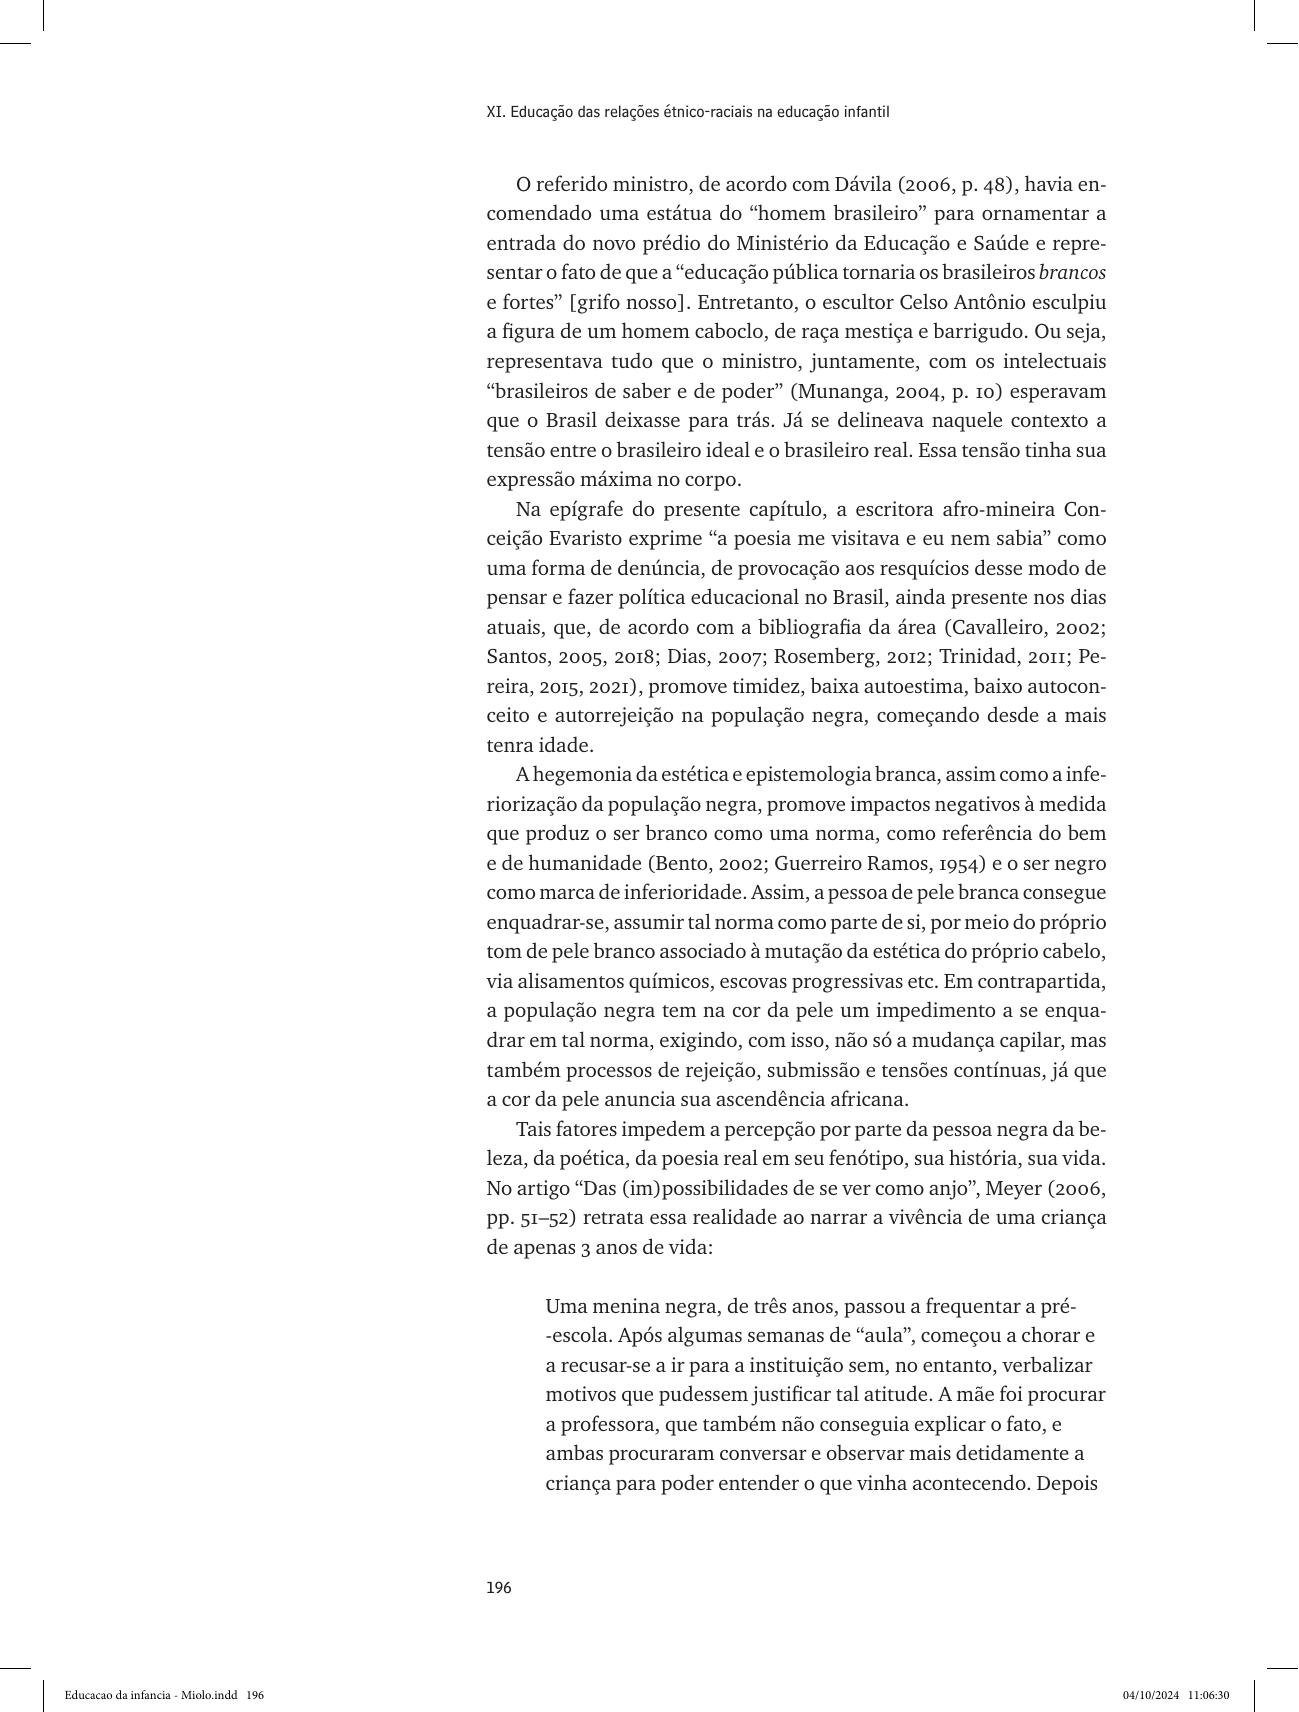 XI. Educação das relações étnico-raciais na educação infantil
O referido ministro, de acordo com Dávila (2006, p. 48), havia en-
comendado uma estátua do “homem brasileiro” para ornamentar a
entrada do novo prédio do Ministério da Educação e Saúde e repre-
sentar o fato de que a “educação pública tornaria os brasileiros brancos
e fortes” [grifo nosso]. Entretanto, o escultor Celso Antônio esculpiu
a figura de um homem caboclo, de raça mestiça e barrigudo. Ou seja,
representava tudo que o ministro, juntamente, com os intelectuais
“brasileiros de saber e de poder” (Munanga, 2004, p. 10) esperavam
que o Brasil deixasse para trás. Já se delineava naquele contexto a
tensão entre o brasileiro ideal e o brasileiro real. Essa tensão tinha sua
expressão máxima no corpo.
Na epígrafe do presente capítulo, a escritora afro-mineira Con-
ceição Evaristo exprime “a poesia me visitava e eu nem sabia” como
uma forma de denúncia, de provocação aos resquícios desse modo de
pensar e fazer política educacional no Brasil, ainda presente nos dias
atuais, que, de acordo com a bibliografia da área (Cavalleiro, 2002;
Santos, 2005, 2018; Dias, 2007; Rosemberg, 2012; Trinidad, 2011; Pe-
reira, 2015, 2021), promove timidez, baixa autoestima, baixo autocon-
ceito e autorrejeição na população negra, começando desde a mais
tenra idade.
A hegemonia da estética e epistemologia branca, assim como a infe-
riorização da população negra, promove impactos negativos à medida
que produz o ser branco como uma norma, como referência do bem
e de humanidade (Bento, 2002; Guerreiro Ramos, 1954) e o ser negro
como marca de inferioridade. Assim, a pessoa de pele branca consegue
enquadrar-se, assumir tal norma como parte de si, por meio do próprio
tom de pele branco associado à mutação da estética do próprio cabelo,
via alisamentos químicos, escovas progressivas etc. Em contrapartida,
a população negra tem na cor da pele um impedimento a se enqua-
drar em tal norma, exigindo, com isso, não só a mudança capilar, mas
também processos de rejeição, submissão e tensões contínuas, já que
a cor da pele anuncia sua ascendência africana.
Tais fatores impedem a percepção por parte da pessoa negra da be-
leza, da poética, da poesia real em seu fenótipo, sua história, sua vida.
No artigo “Das (im)possibilidades de se ver como anjo”, Meyer (2006,
pp. 51–52) retrata essa realidade ao narrar a vivência de uma criança
de apenas 3 anos de vida:
Uma menina negra, de três anos, passou a frequentar a pré-
-escola. Após algumas semanas de “aula”, começou a chorar e
a recusar-se a ir para a instituição sem, no entanto, verbalizar
motivos que pudessem justificar tal atitude. A mãe foi procurar
a professora, que também não conseguia explicar o fato, e
ambas procuraram conversar e observar mais detidamente a
criança para poder entender o que vinha acontecendo. Depois
196
Educacao da infancia - Miolo.indd 196
04/10/2024 11:06:30